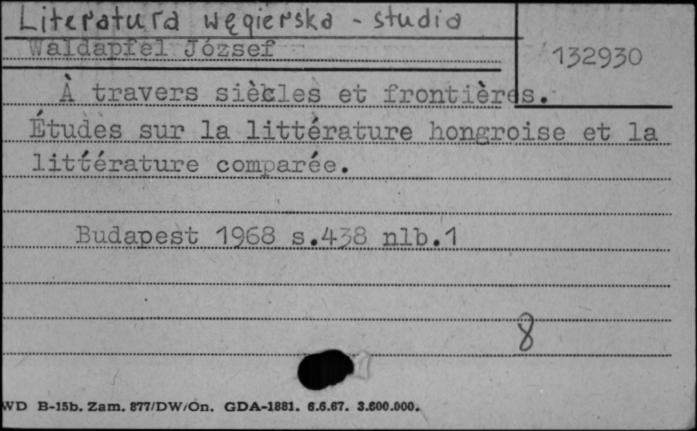 Literatura węgierska - studia
Waldapfel József
132930
À travers siècles et frontières.
Études sur la littérature hongroise et la
littérature comparée.
Budapest 1968 s.438 nlb.1
8
WD B-15b. Zam. 877/DW/On. GDA-1881. 6.6.67. 3.600.000.